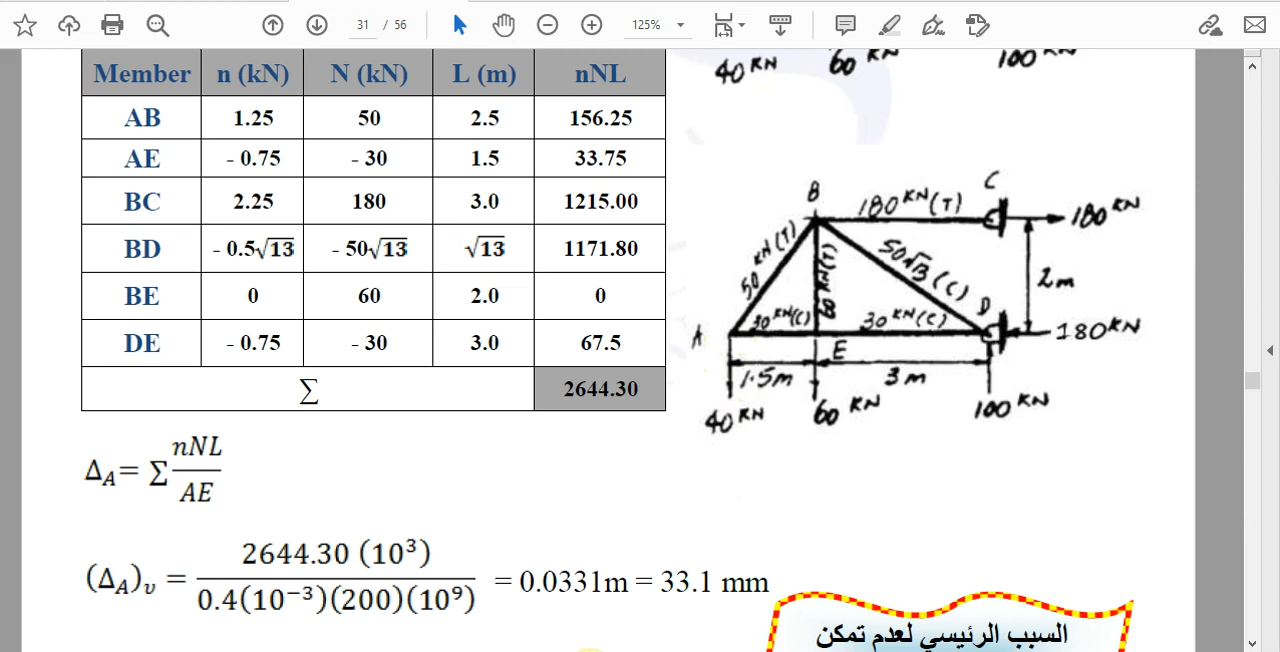 31 / 56
125%
40 KN 60 KN 100 KN
Member n (kN) N (kN) L (m) nNL
AB 1.25 50 2.5 156.25
AE - 0.75 - 30 1.5 33.75
BC 2.25 180 3.0 1215.00
BD - 0.5√13 - 50√13 √13 1171.80
BE 0 60 2.0 0
DE - 0.75 - 30 3.0 67.5
∑ 2644.30
B
C
180 KN (T)
180 KN
50 KN (T)
60 KN (T)
50√13 (C)
2m
D
30 KN (C)
30 KN (C)
180 KN
A
E
1.5m
3m
40 KN
60 KN
100 KN
Δ_A = ∑ nNL / AE
(Δ_A)_v = 2644.30 (10³) / 0.4(10⁻³)(200)(10⁹) = 0.0331m = 33.1 mm
السبب الرئيسي لعدم تمكن